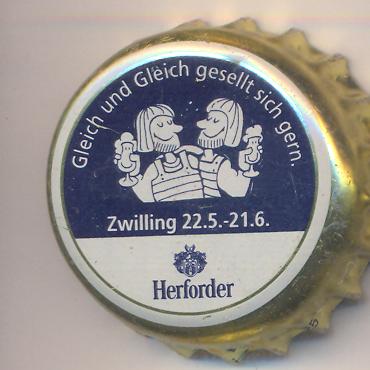 Gleich und Gleich gesellt sich gern.
Zwilling 22.5.-21.6.
Herforder